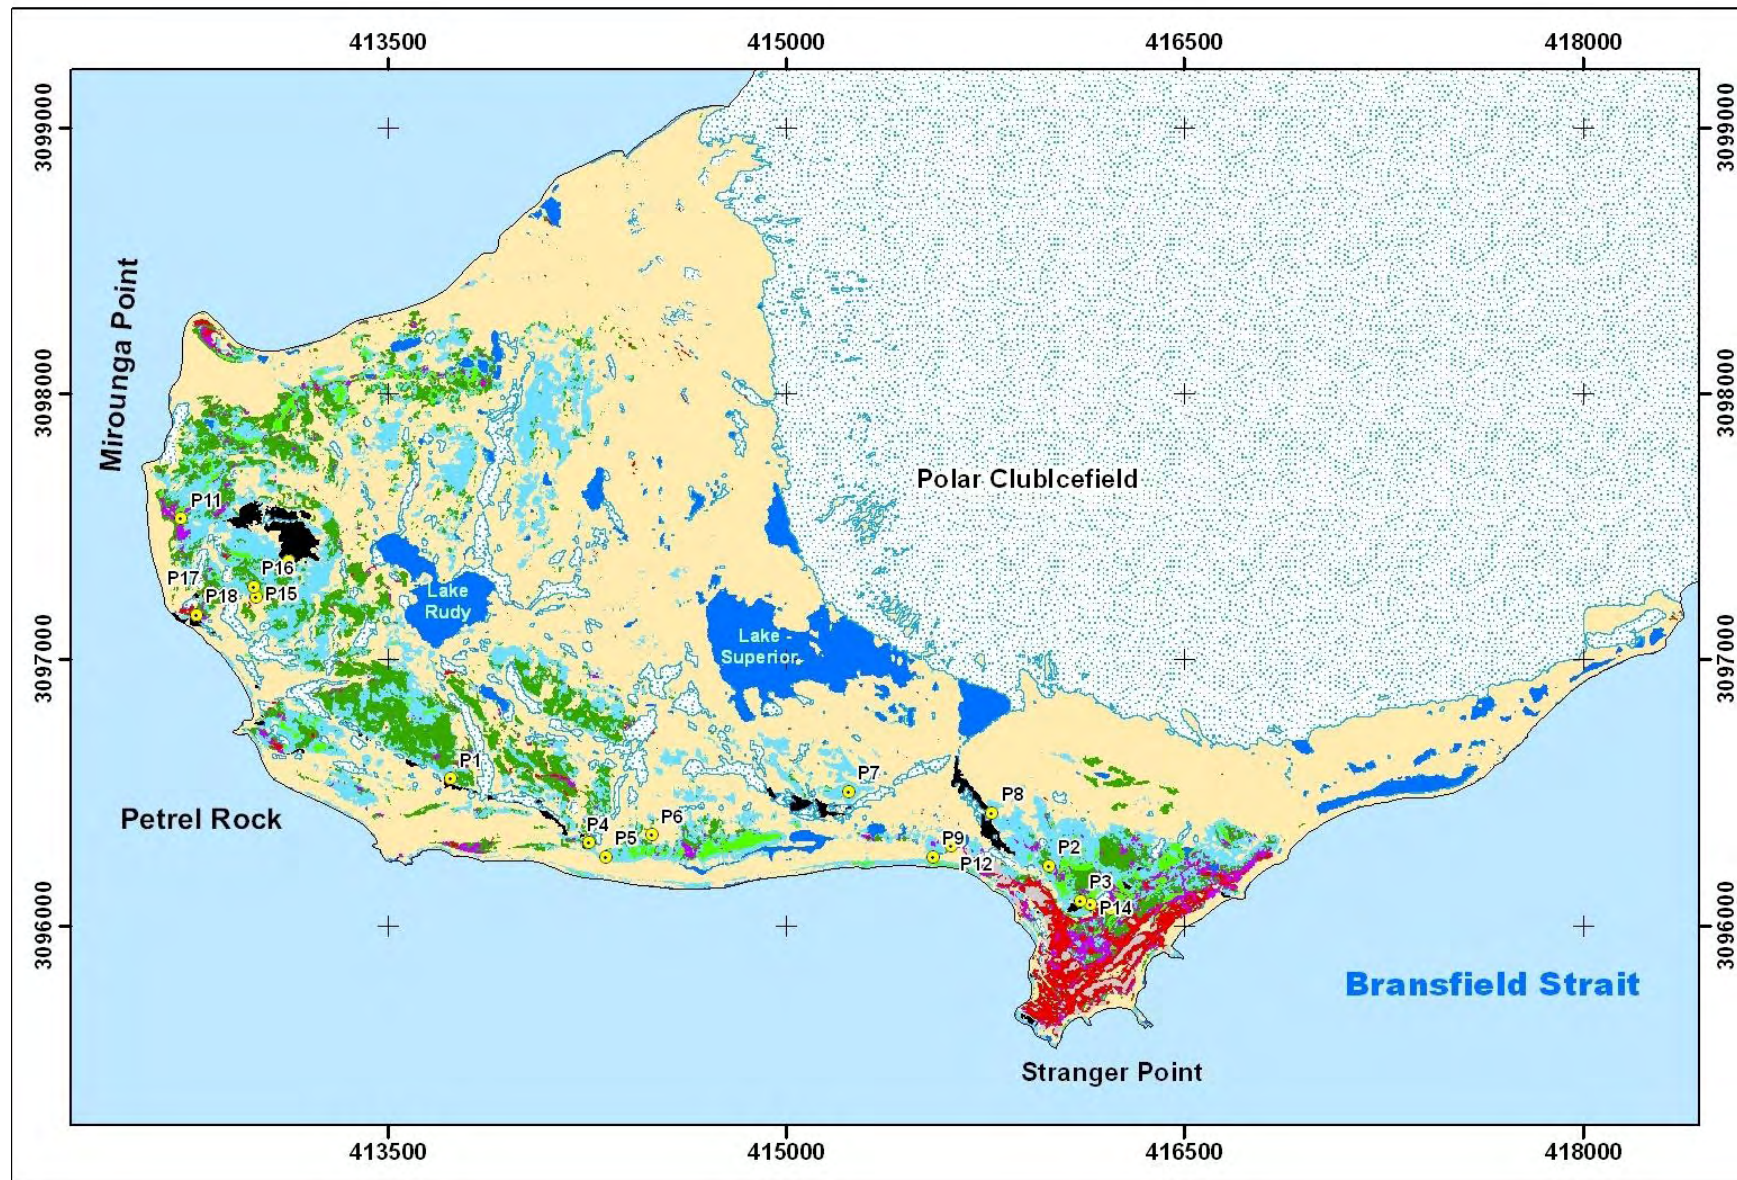 413500 415000 416500 418000
3099000 3099000
Mirounga Point
3098000 3098000
Polar ClubIcefield
P11
P16
P17
P15
P18
Lake
Rudy
Lake -
Superior
3097000 3097000
P1
P7
P8
Petrel Rock
P4
P6
P5
P9
P12
P2
P3
P14
3096000 3096000
Bransfield Strait
Stranger Point
413500 415000 416500 418000